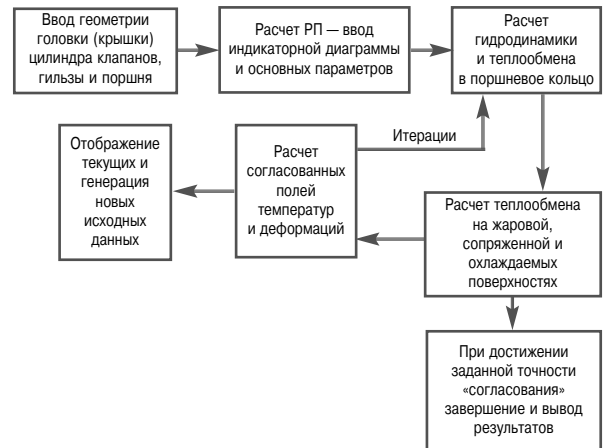 Ввод геометрии
головки (крышки)
цилиндра клапанов,
гильзы и поршня
Расчет РП — ввод
индикаторной диаграммы
и основных параметров
Расчет
гидродинамики
и теплообмена
в поршневое кольцо
Итерации
Отображение
текущих и
генерация
новых
исходных
данных
Расчет
согласованных
полей
температур
и деформаций
Расчет теплообмена
на жаровой,
сопряженной и
охлаждаемых
поверхностях
При достижении
заданной точности
«согласования»
завершение и вывод
результатов